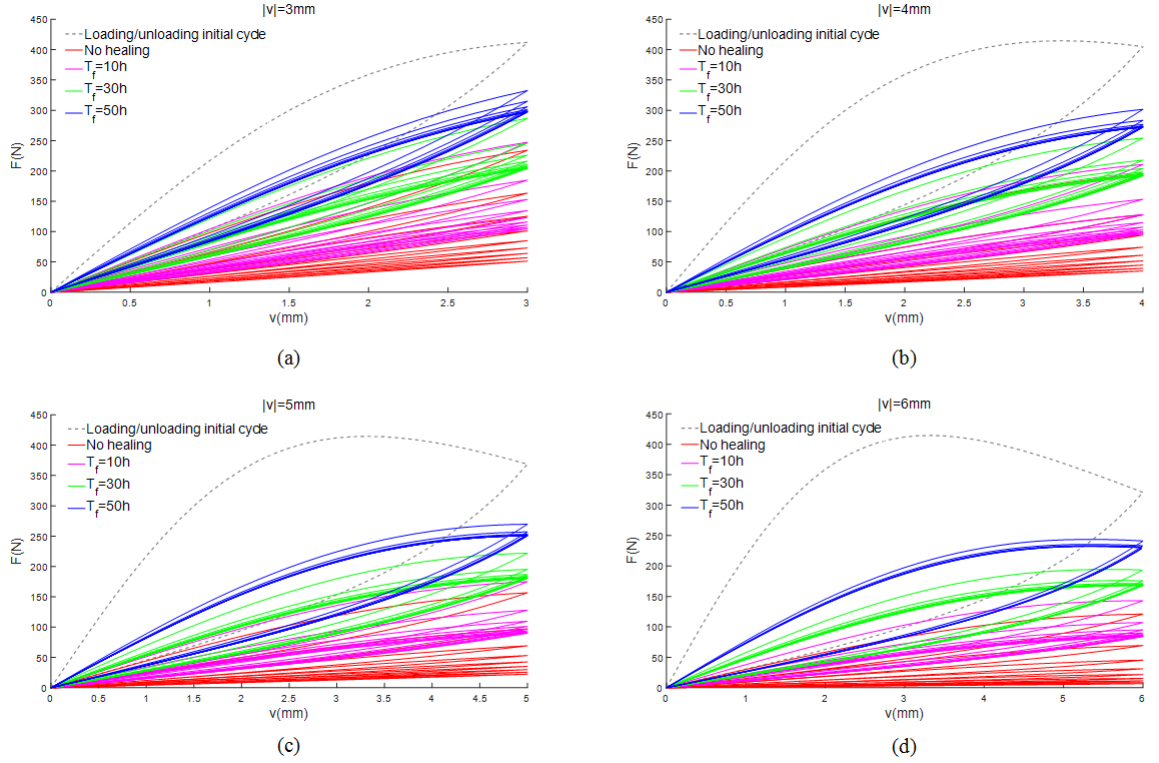 |v|=3mm
450
400
350
300
250
200
150
100
50
0
F(N)
Loading/unloading initial cycle
No healing
T_f=10h
T_f=30h
T_f=50h
0 0.5 1 1.5 2 2.5 3
v(mm)
(a)
|v|=4mm
450
400
350
300
250
200
150
100
50
0
F(N)
Loading/unloading initial cycle
No healing
T_f=10h
T_f=30h
T_f=50h
0 0.5 1 1.5 2 2.5 3 3.5 4
v(mm)
(b)
|v|=5mm
450
400
350
300
250
200
150
100
50
0
F(N)
Loading/unloading initial cycle
No healing
T_f=10h
T_f=30h
T_f=50h
0 0.5 1 1.5 2 2.5 3 3.5 4 4.5 5
v(mm)
(c)
|v|=6mm
450
400
350
300
250
200
150
100
50
0
F(N)
Loading/unloading initial cycle
No healing
T_f=10h
T_f=30h
T_f=50h
0 1 2 3 4 5 6
v(mm)
(d)